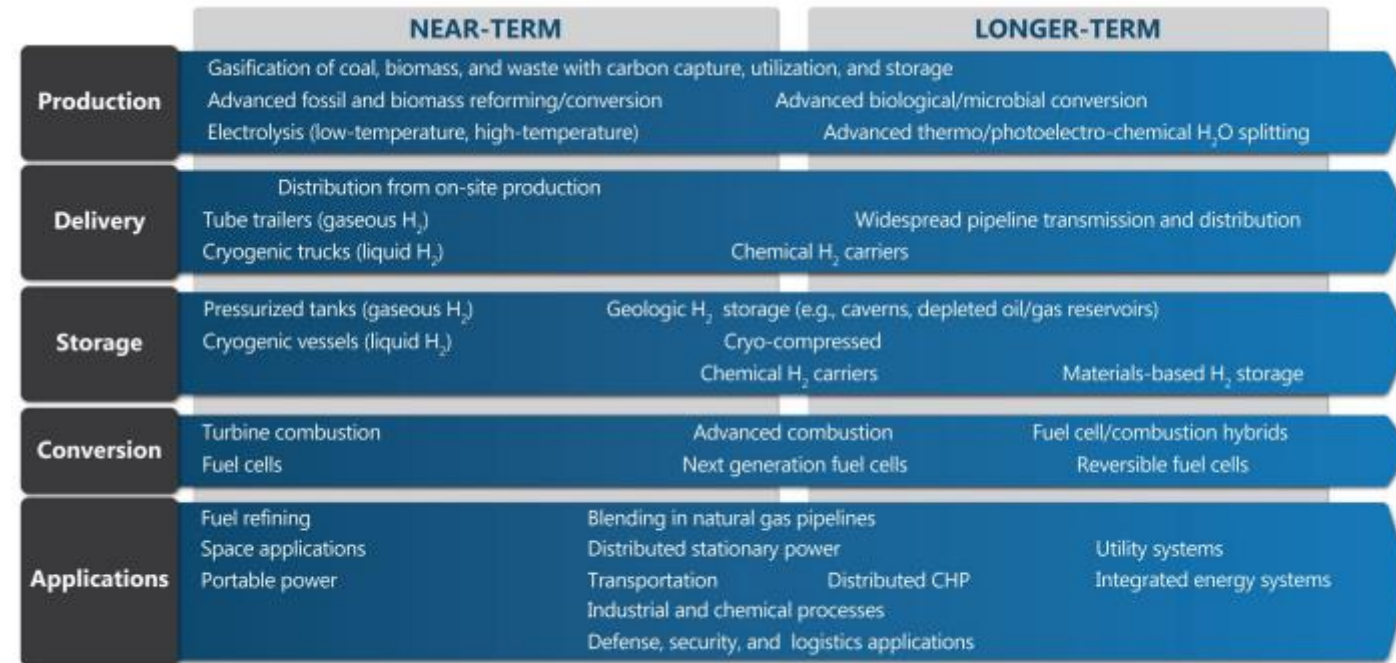 NEAR-TERM LONGER-TERM
Production
Gasification of coal, biomass, and waste with carbon capture, utilization, and storage
Advanced fossil and biomass reforming/conversion Advanced biological/microbial conversion
Electrolysis (low-temperature, high-temperature) Advanced thermo/photoelectro-chemical H₂O splitting
Delivery
Distribution from on-site production
Tube trailers (gaseous H₂) Widespread pipeline transmission and distribution
Cryogenic trucks (liquid H₂) Chemical H₂ carriers
Storage
Pressurized tanks (gaseous H₂) Geologic H₂ storage (e.g., caverns, depleted oil/gas reservoirs)
Cryogenic vessels (liquid H₂) Cryo-compressed
Chemical H₂ carriers Materials-based H₂ storage
Conversion
Turbine combustion Advanced combustion Fuel cell/combustion hybrids
Fuel cells Next generation fuel cells Reversible fuel cells
Applications
Fuel refining Blending in natural gas pipelines
Space applications Distributed stationary power Utility systems
Portable power Transportation Distributed CHP Integrated energy systems
Industrial and chemical processes
Defense, security, and logistics applications